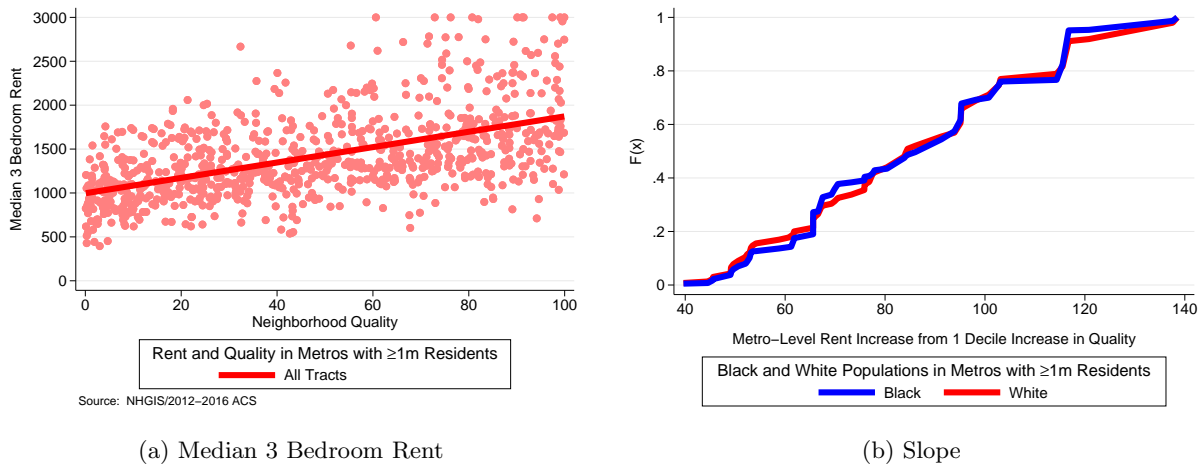 3000
2500
2000
1500
1000
500
0
Median 3 Bedroom Rent
0 20 40 60 80 100
Neighborhood Quality
Rent and Quality in Metros with ≥1m Residents
All Tracts
Source: NHGIS/2012−2016 ACS
(a) Median 3 Bedroom Rent
1
.8
.6
.4
.2
0
F(x)
40 60 80 100 120 140
Metro−Level Rent Increase from 1 Decile Increase in Quality
Black and White Populations in Metros with ≥1m Residents
Black White
(b) Slope